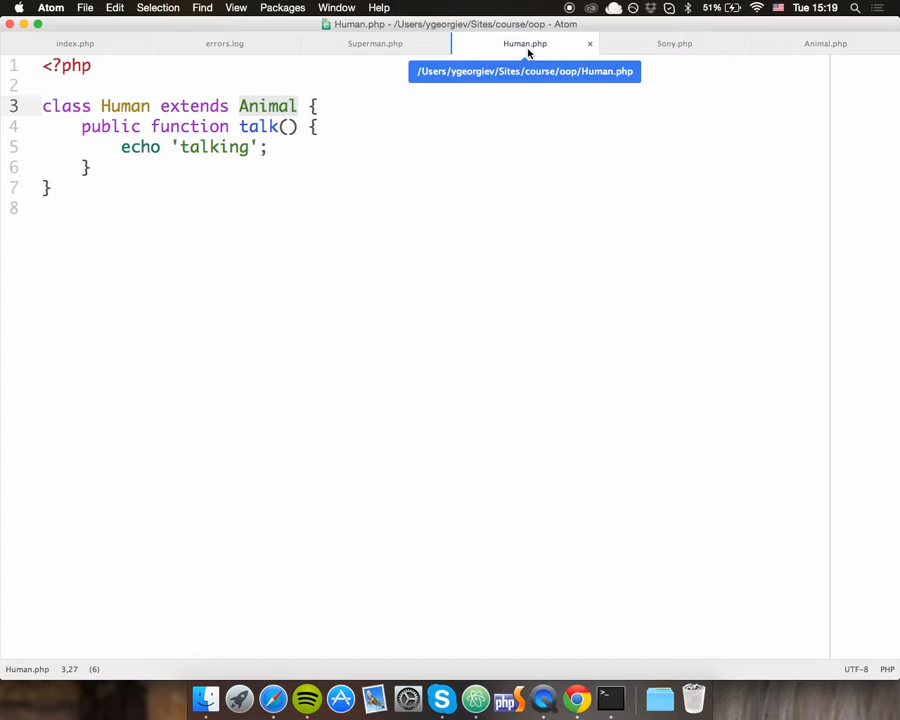 Atom File Edit Selection Find View Packages Window Help 51% Tue 15:19
Human.php - /Users/ygeorgiev/Sites/course/oop - Atom
index.php errors.log Superman.php Human.php × Sony.php Animal.php
/Users/ygeorgiev/Sites/course/oop/Human.php
1 <?php
2
3 class Human extends Animal {
4 public function talk() {
5 echo 'talking';
6 }
7 }
8
Human.php 3,27 (6) UTF-8 PHP
php